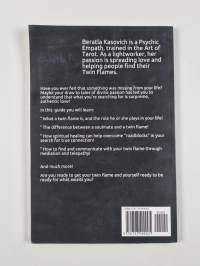 Beratla Kasovich is a Psychic
Empath, trained in the Art of
Tarot. As a lightworker, her
passion is spreading love and
helping people find their
Twin Flames.
Have you ever felt that something was missing from your life?
Maybe your draw to tales of divine passion has led you to
understand that what you're searching for is surprise,
authentic love!
In this guide you will learn:
* What a twin flame is, and the role he or she plays in your life!
* The difference between a soulmate and a twin flame!
* How spiritual healing can help overcome "roadblocks" in your
search for true connection!
* How to find and communicate with your twin flame through
mediation and telepathy!
And much more!
Are you ready to get your twin flame and yourself ready to be
ready for what awaits you?